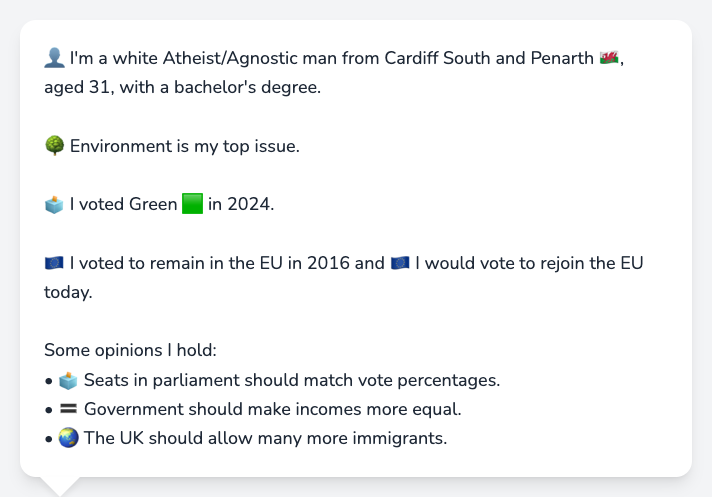 👤 I'm a white Atheist/Agnostic man from Cardiff South and Penarth 🏴󠁧󠁢󠁷󠁬󠁳󠁿,
aged 31, with a bachelor's degree.
🌳 Environment is my top issue.
🗳️ I voted Green 🟩 in 2024.
🇪🇺 I voted to remain in the EU in 2016 and 🇪🇺 I would vote to rejoin the EU
today.
Some opinions I hold:
• 🗳️ Seats in parliament should match vote percentages.
• 🟰 Government should make incomes more equal.
• 🌏 The UK should allow many more immigrants.